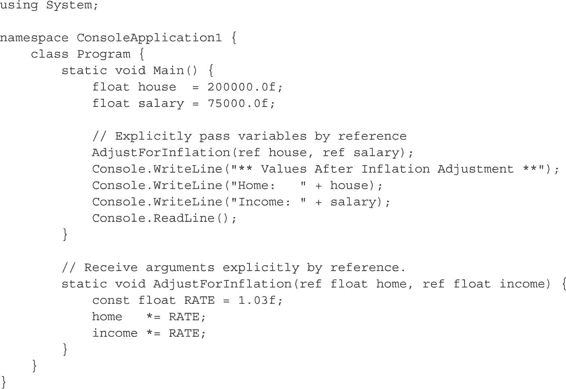 using System;

namespace ConsoleApplication1 {
    class Program {
        static void Main() {
            float house  = 200000.0f;
            float salary = 75000.0f;

            // Explicitly pass variables by reference
            AdjustForInflation(ref house, ref salary);
            Console.WriteLine("** Values After Inflation Adjustment **");
            Console.WriteLine("Home:   " + house);
            Console.WriteLine("Income: " + salary);
            Console.ReadLine();
        }

        // Receive arguments explicitly by reference.
        static void AdjustForInflation(ref float home, ref float income) {
            const float RATE = 1.03f;
            home   *= RATE;
            income *= RATE;
        }
    }
}